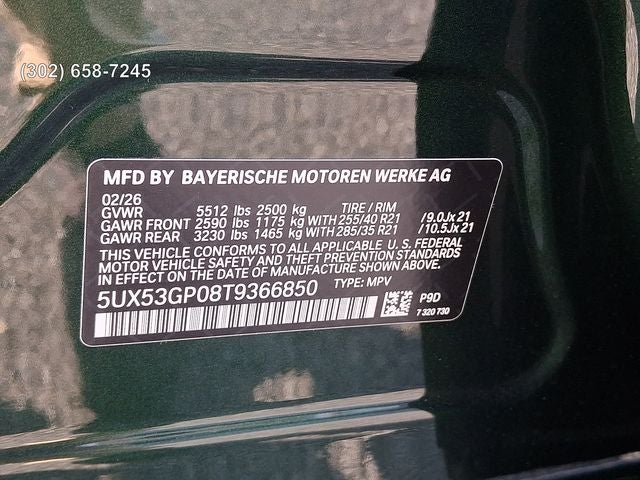 (302) 658-7245
MFD BY BAYERISCHE MOTOREN WERKE AG
02/26
GVWR 5512 lbs 2500 kg TIRE / RIM
GAWR FRONT 2590 lbs 1175 kg WITH 255/40 R21 /9.0Jx 21
GAWR REAR 3230 lbs 1465 kg WITH 285/35 R21 /10.5Jx 21
THIS VEHICLE CONFORMS TO ALL APPLICABLE U. S. FEDERAL
MOTOR VEHICLE SAFETY AND THEFT PREVENTION STANDARDS
IN EFFECT ON THE DATE OF MANUFACTURE SHOWN ABOVE.
5UX53GP08T9366850 TYPE: MPV
P9D
7 320 730